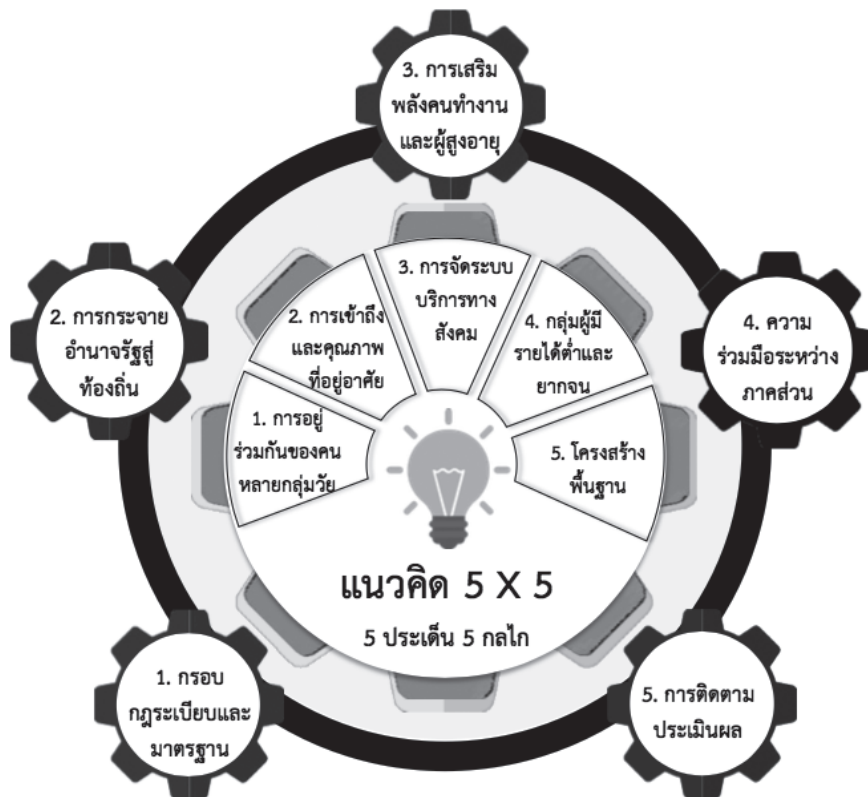 3. การเสริม
พลังคนทำงาน
และผู้สูงอายุ
2. การกระจาย
อำนาจรัฐสู่
ท้องถิ่น
4. ความ
ร่วมมือระหว่าง
ภาคส่วน
1. กรอบ
กฎระเบียบและ
มาตรฐาน
5. การติดตาม
ประเมินผล
1. การอยู่
ร่วมกันของคน
หลายกลุ่มวัย
2. การเข้าถึง
และคุณภาพ
ที่อยู่อาศัย
3. การจัดระบบ
บริการทาง
สังคม
4. กลุ่มผู้มี
รายได้ต่ำและ
ยากจน
5. โครงสร้าง
พื้นฐาน
แนวคิด 5 X 5
5 ประเด็น 5 กลไก